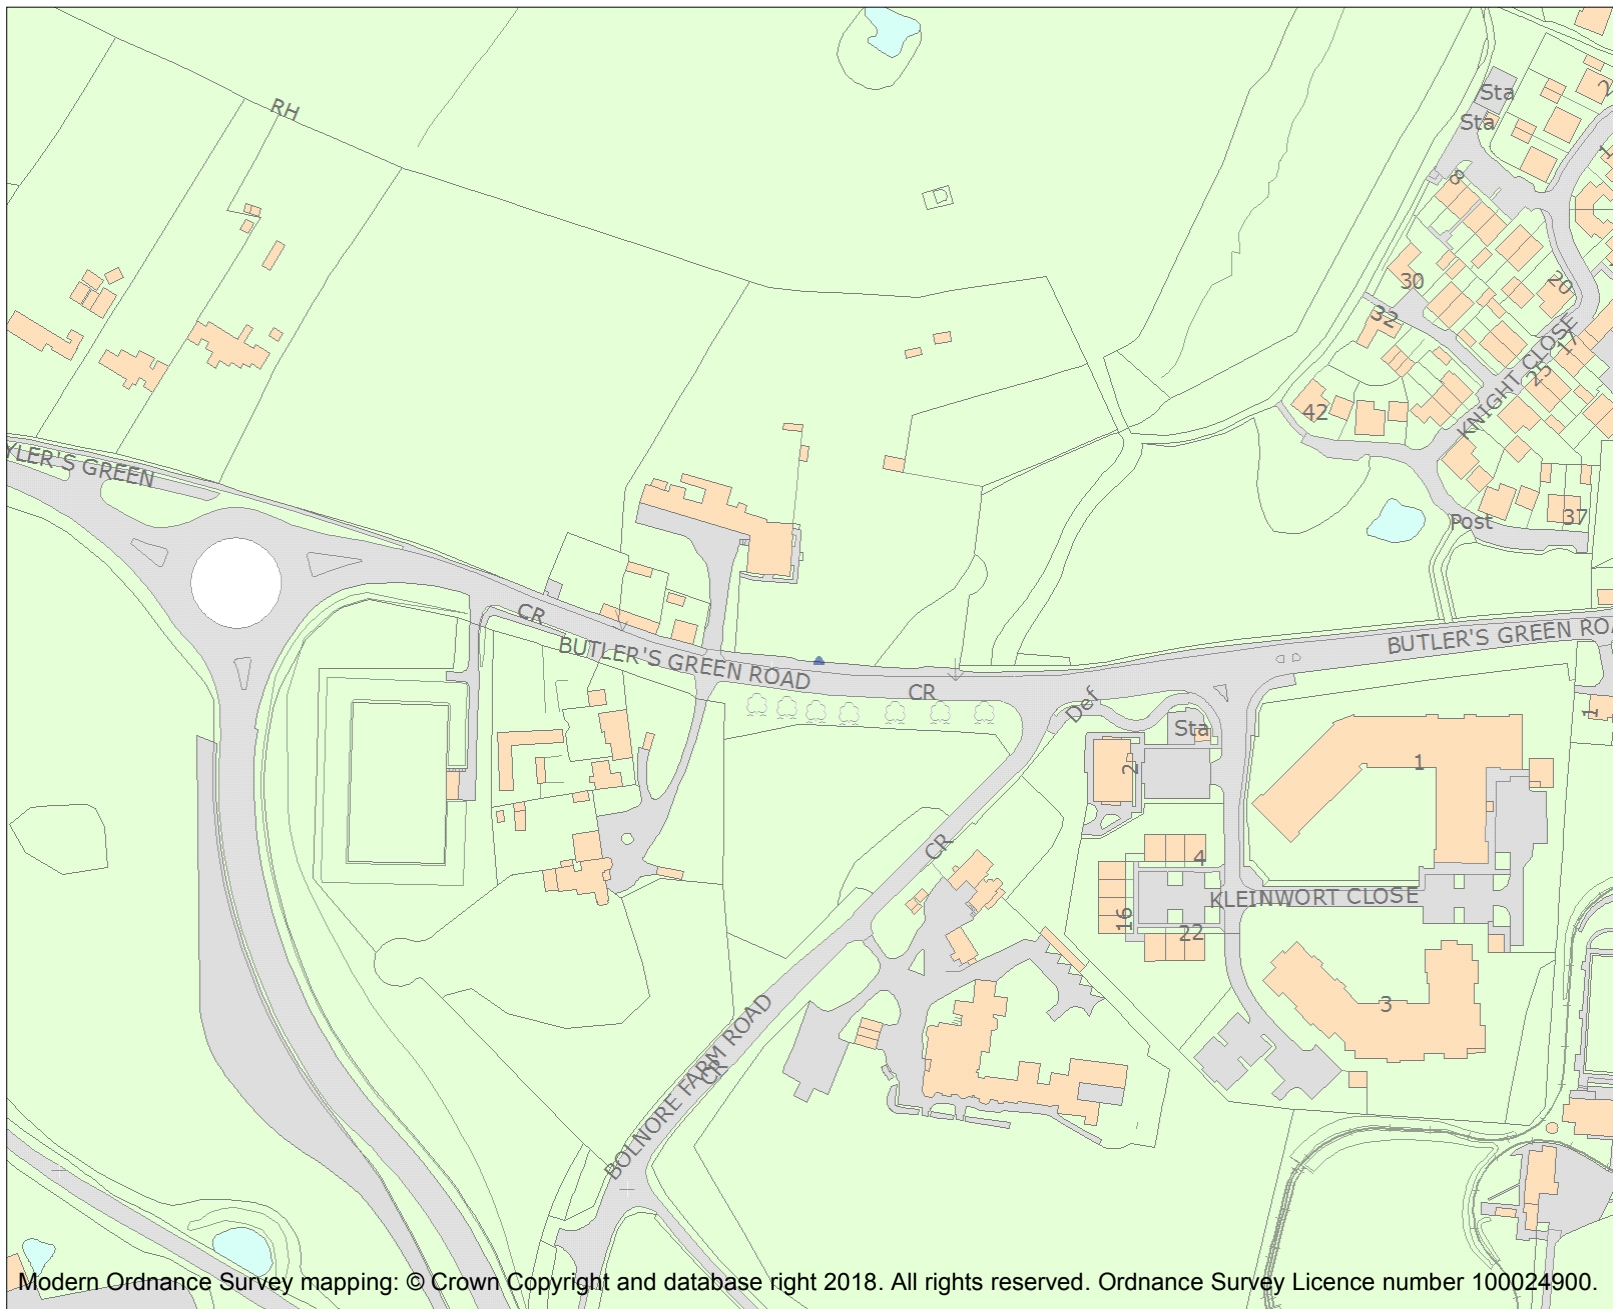 RH
Sta
Sta
8
30
20
32
KNIGHT CLOSE
17
25
42
YLER'S GREEN
Post
37
CR
BUTLER'S GREEN ROAD
BUTLER'S GREEN ROA
CR
Def
Sta
1
2
1
CR
4
KLEINWORT CLOSE
16
22
3
BOLNORE FARM ROAD
CR
Modern Ordnance Survey mapping: © Crown Copyright and database right 2018. All rights reserved. Ordnance Survey Licence number 100024900.